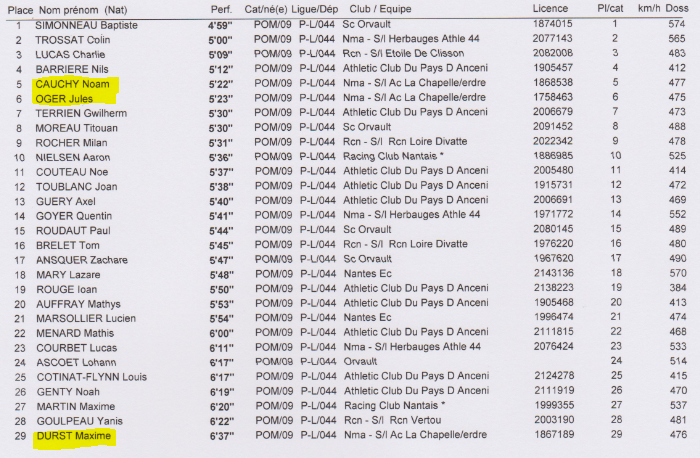 Place Nom prénom (Nat) Perf. Cat/né(e) Ligue/Dép Club / Equipe Licence Pl/cat km/h Doss
1 SIMONNEAU Baptiste 4'59" POM/09 P-L/044 Sc Orvault 1874015 1 574
2 TROSSAT Colin 5'00" POM/09 P-L/044 Nma - S/l Herbauges Athle 44 2077143 2 565
3 LUCAS Charlie 5'09" POM/09 P-L/044 Rcn - S/l Etoile De Clisson 2082008 3 483
4 BARRIERE Nils 5'12" POM/09 P-L/044 Athletic Club Du Pays D Anceni 1905457 4 412
5 CAUCHY Noam 5'22" POM/09 P-L/044 Nma - S/l Ac La Chapelle/erdre 1868538 5 477
6 OGER Jules 5'23" POM/09 P-L/044 Nma - S/l Ac La Chapelle/erdre 1758463 6 475
7 TERRIEN Gwilherm 5'30" POM/09 P-L/044 Athletic Club Du Pays D Anceni 2006679 7 473
8 MOREAU Titouan 5'30" POM/09 P-L/044 Sc Orvault 2091452 8 488
9 ROCHER Milan 5'31" POM/09 P-L/044 Rcn - S/l Rcn Loire Divatte 2022342 9 478
10 NIELSEN Aaron 5'36" POM/09 P-L/044 Racing Club Nantais * 1886985 10 525
11 COUTEAU Noe 5'37" POM/09 P-L/044 Athletic Club Du Pays D Anceni 2005480 11 414
12 TOUBLANC Joan 5'38" POM/09 P-L/044 Athletic Club Du Pays D Anceni 1915731 12 472
13 GUERY Axel 5'40" POM/09 P-L/044 Athletic Club Du Pays D Anceni 2006691 13 469
14 GOYER Quentin 5'41" POM/09 P-L/044 Nma - S/l Herbauges Athle 44 1971772 14 552
15 ROUDAUT Paul 5'44" POM/09 P-L/044 Sc Orvault 2080145 15 489
16 BRELET Tom 5'45" POM/09 P-L/044 Rcn - S/l Rcn Loire Divatte 1976220 16 480
17 ANSQUER Zachare 5'47" POM/09 P-L/044 Sc Orvault 1967620 17 490
18 MARY Lazare 5'48" POM/09 P-L/044 Nantes Ec 2143136 18 570
19 ROUGE Ioan 5'50" POM/09 P-L/044 Athletic Club Du Pays D Anceni 2138223 19 384
20 AUFFRAY Mathys 5'53" POM/09 P-L/044 Athletic Club Du Pays D Anceni 1905468 20 413
21 MARSOLLIER Lucien 5'54" POM/09 P-L/044 Nantes Ec 1996474 21 474
22 MENARD Mathis 6'00" POM/09 P-L/044 Athletic Club Du Pays D Anceni 2111815 22 468
23 COURBET Lucas 6'11" POM/09 P-L/044 Nma - S/l Herbauges Athle 44 2076424 23 533
24 ASCOET Lohann 6'17" POM/09 P-L/044 Orvault 24 514
25 COTINAT-FLYNN Louis 6'17" POM/09 P-L/044 Athletic Club Du Pays D Anceni 2124278 25 415
26 GENTY Noah 6'19" POM/09 P-L/044 Athletic Club Du Pays D Anceni 2111919 26 470
27 MARTIN Maxime 6'20" POM/09 P-L/044 Racing Club Nantais * 1999355 27 537
28 GOULPEAU Yanis 6'22" POM/09 P-L/044 Rcn - S/l Rcn Vertou 2003190 28 481
29 DURST Maxime 6'37" POM/09 P-L/044 Nma - S/l Ac La Chapelle/erdre 1867189 29 476